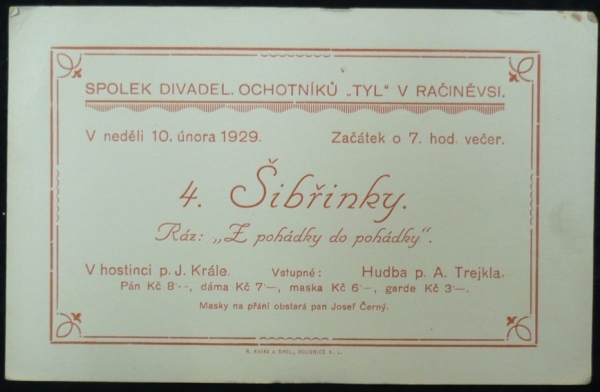 SPOLEK DIVADEL. OCHOTNÍKŮ „TYL“ V RAČINĚVSI.
V neděli 10. února 1929. Začátek o 7. hod. večer.
4. Šibřinky.
Ráz: „Z pohádky do pohádky“.
V hostinci p. J. Krále. Vstupné: Hudba p. A. Trejkla.
Pán Kč 8·--, dáma Kč 7·—, maska Kč 6·—, garde Kč 3·—.
Masky na přání obstará pan Josef Černý.
ROUDNICE N. L.